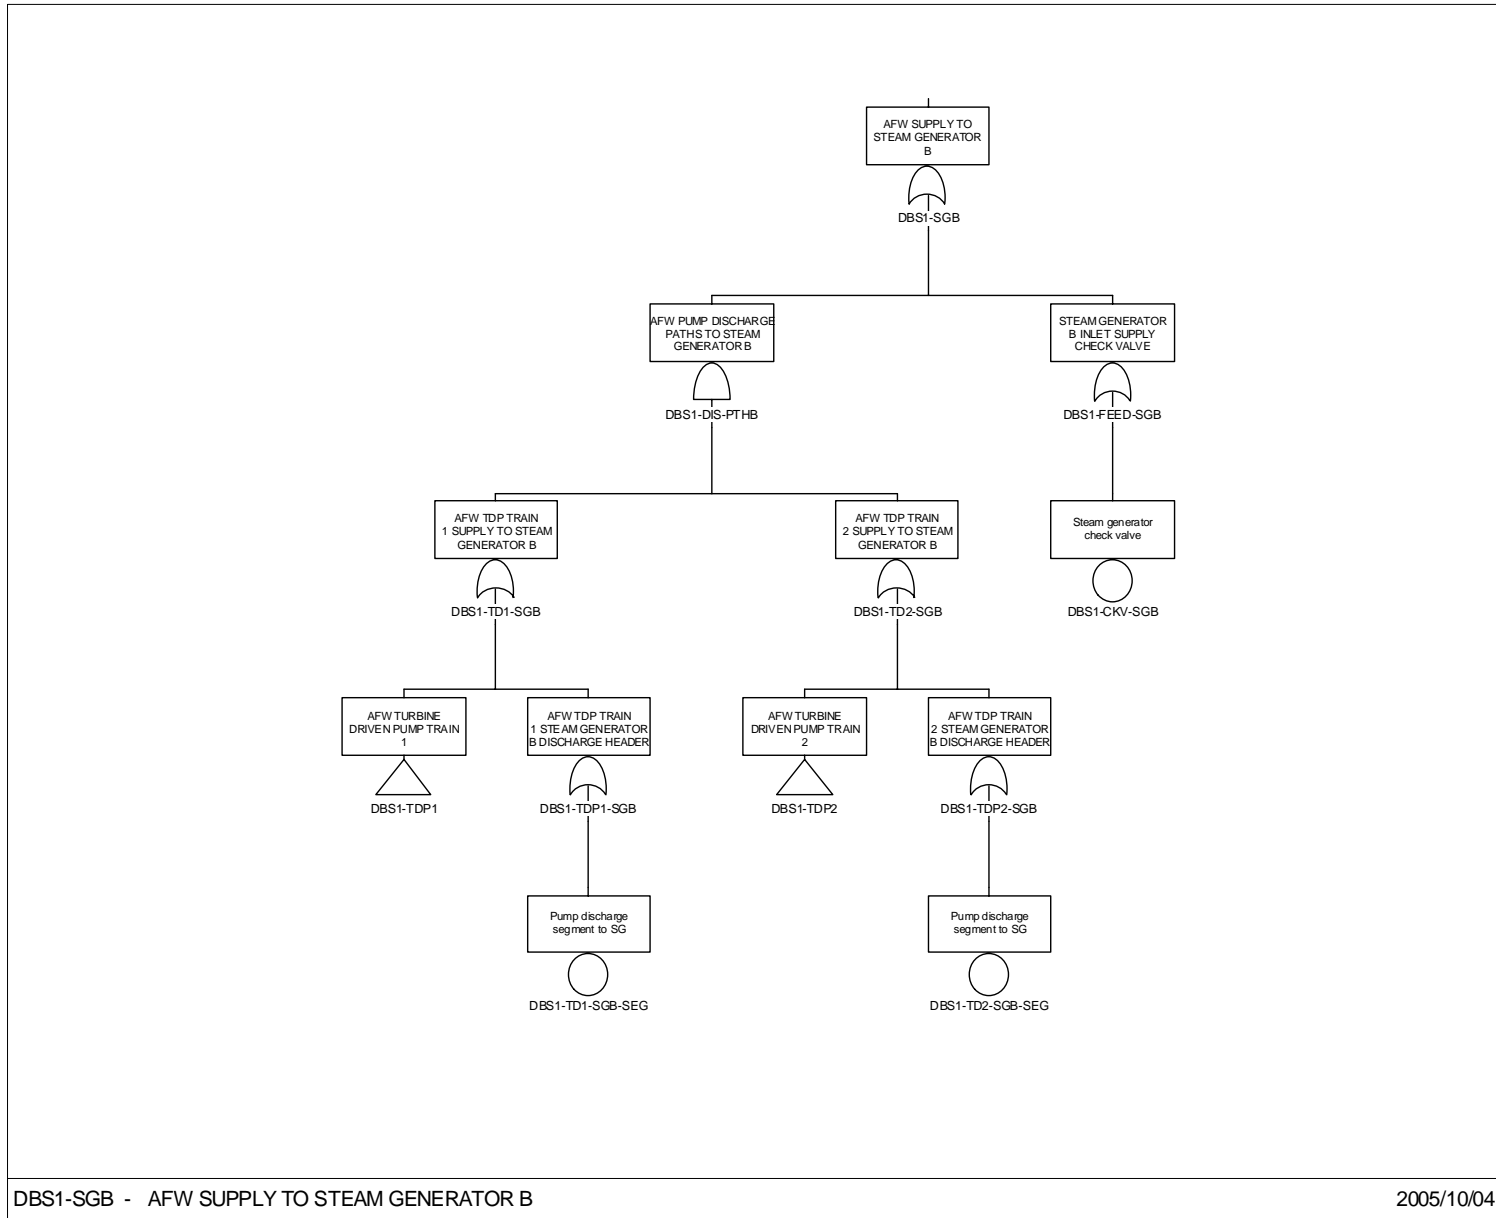 AFW SUPPLY TO
STEAM GENERATOR
B
DBS1-SGB
AFW PUMP DISCHARGE
PATHS TO STEAM
GENERATOR B
DBS1-DIS-PTHB
STEAM GENERATOR
B INLET SUPPLY
CHECK VALVE
DBS1-FEED-SGB
AFW TDP TRAIN
1 SUPPLY TO STEAM
GENERATOR B
DBS1-TD1-SGB
AFW TDP TRAIN
2 SUPPLY TO STEAM
GENERATOR B
DBS1-TD2-SGB
Steam generator
check valve
DBS1-CKV-SGB
AFW TURBINE
DRIVEN PUMP TRAIN
1
DBS1-TDP1
AFW TDP TRAIN
1 STEAM GENERATOR
B DISCHARGE HEADER
DBS1-TDP1-SGB
AFW TURBINE
DRIVEN PUMP TRAIN
2
DBS1-TDP2
AFW TDP TRAIN
2 STEAM GENERATOR
B DISCHARGE HEADER
DBS1-TDP2-SGB
Pump discharge
segment to SG
DBS1-TD1-SGB-SEG
Pump discharge
segment to SG
DBS1-TD2-SGB-SEG
DBS1-SGB - AFW SUPPLY TO STEAM GENERATOR B
2005/10/04